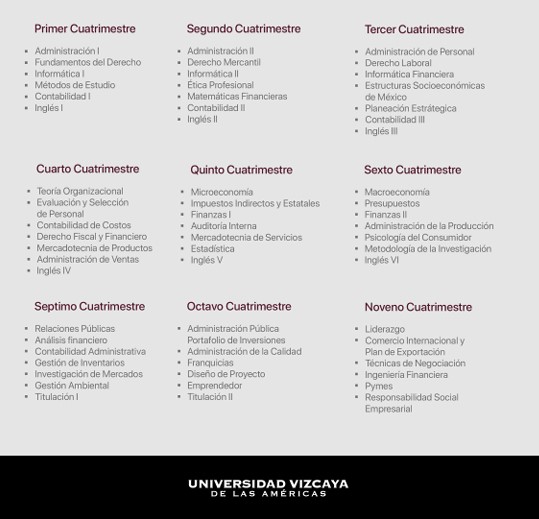 Primer Cuatrimestre
Administración I
Fundamentos del Derecho
Informática I
Métodos de Estudio
Contabilidad I
Inglés I
Segundo Cuatrimestre
Administración II
Derecho Mercantil
Informática II
Ética Profesional
Matemáticas Financieras
Contabilidad II
Inglés II
Tercer Cuatrimestre
Administración de Personal
Derecho Laboral
Informática Financiera
Estructuras Socioeconómicas
de México
Planeación Estrátegica
Contabilidad III
Inglés III
Cuarto Cuatrimestre
Teoría Organizacional
Evaluación y Selección
de Personal
Contabilidad de Costos
Derecho Fiscal y Financiero
Mercadotecnia de Productos
Administración de Ventas
Inglés IV
Quinto Cuatrimestre
Microeconomía
Impuestos Indirectos y Estatales
Finanzas I
Auditoría Interna
Mercadotecnia de Servicios
Estadística
Inglés V
Sexto Cuatrimestre
Macroeconomía
Presupuestos
Finanzas II
Administración de la Producción
Psicología del Consumidor
Metodología de la Investigación
Inglés VI
Septimo Cuatrimestre
Relaciones Públicas
Análisis financiero
Contabilidad Administrativa
Gestión de Inventarios
Investigación de Mercados
Gestión Ambiental
Titulación I
Octavo Cuatrimestre
Administración Pública
Portafolio de Inversiones
Administración de la Calidad
Franquicias
Diseño de Proyecto
Emprendedor
Titulación II
Noveno Cuatrimestre
Liderazgo
Comercio Internacional y
Plan de Exportación
Técnicas de Negociación
Ingeniería Financiera
Pymes
Responsabilidad Social
Empresarial
UNIVERSIDAD VIZCAYA
DE LAS AMÉRICAS